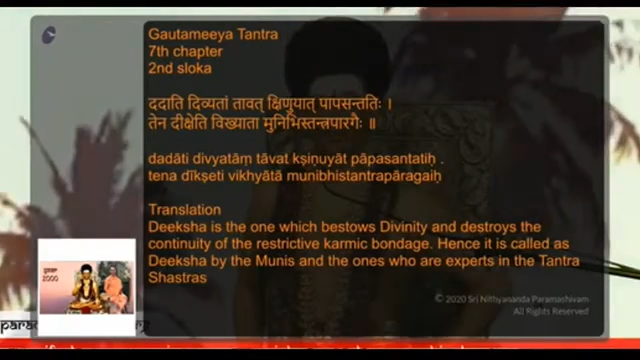 Gautameeya Tantra
7th chapter
2nd sloka
ददाति दिव्यतां तावत् क्षिणुयात् पापसन्ततिः ।
तेन दीक्षेति विख्याता मुनिभिस्तन्त्रपारगैः ॥
dadāti divyatāṃ tāvat kṣiṇuyāt pāpasantatiḥ .
tena dīkṣeti vikhyātā munibhistantrapāragaiḥ
Translation
Deeksha is the one which bestows Divinity and destroys the
continuity of the restrictive karmic bondage. Hence it is called as
Deeksha by the Munis and the ones who are experts in the Tantra
Shastras
© 2020 Sri Nithyananda Paramashivam
All Rights Reserved
2000